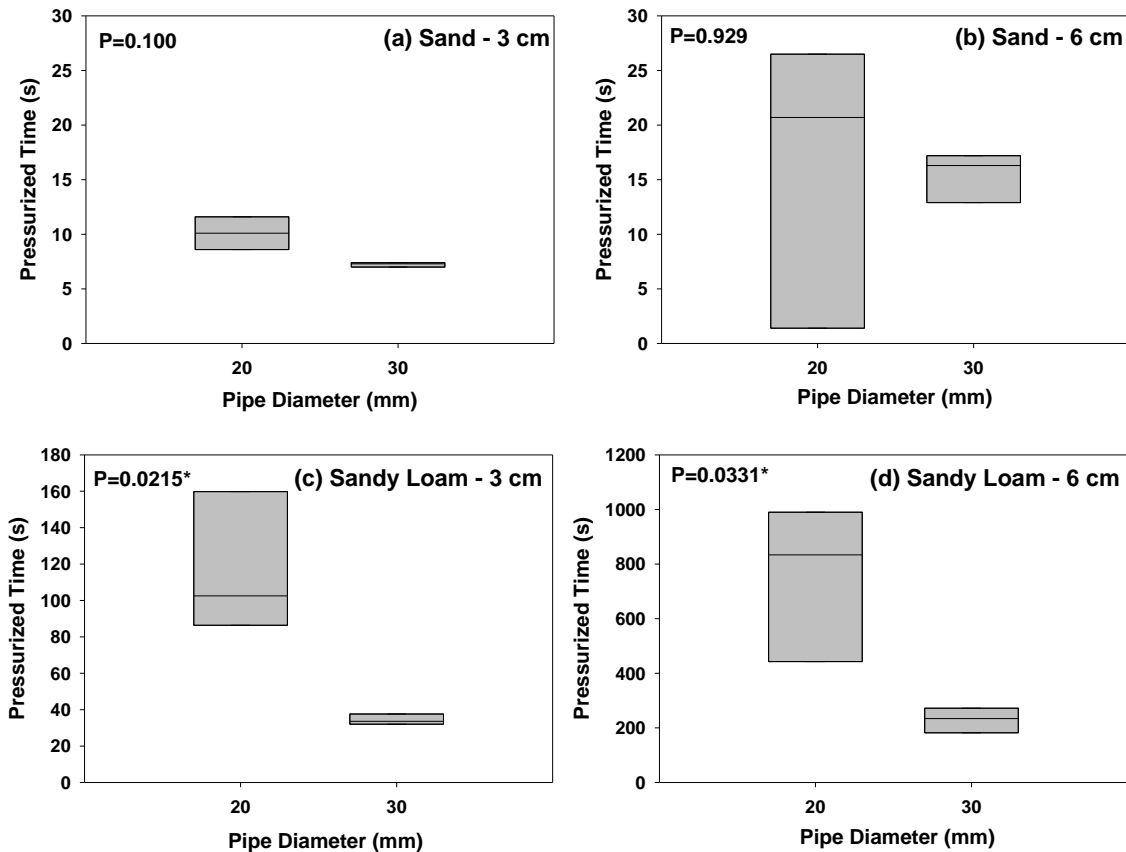 P=0.100
(a) Sand - 3 cm
30
25
20
15
10
5
0
Pressurized Time (s)
20 30
Pipe Diameter (mm)
P=0.929
(b) Sand - 6 cm
30
25
20
15
10
5
0
Pressurized Time (s)
20 30
Pipe Diameter (mm)
P=0.0215*
(c) Sandy Loam - 3 cm
180
160
140
120
100
80
60
40
20
0
Pressurized Time (s)
20 30
Pipe Diameter (mm)
P=0.0331*
(d) Sandy Loam - 6 cm
1200
1000
800
600
400
200
0
Pressurized Time (s)
20 30
Pipe Diameter (mm)